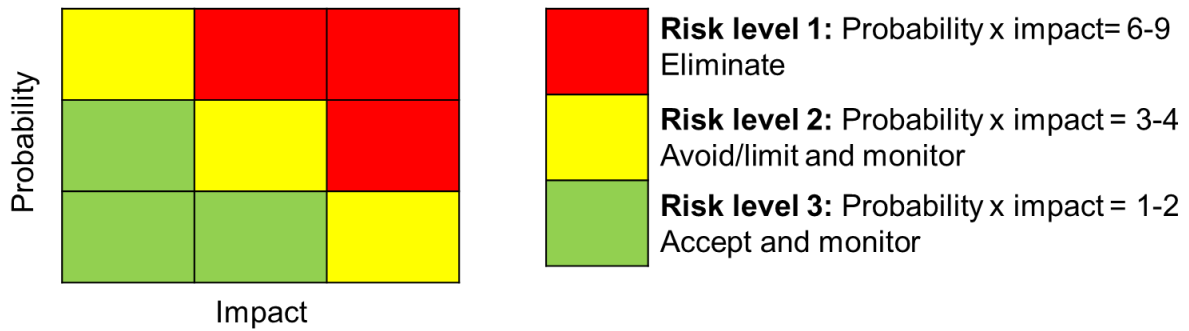 Probability
Impact
Risk level 1: Probability x impact= 6-9
Eliminate
Risk level 2: Probability x impact = 3-4
Avoid/limit and monitor
Risk level 3: Probability x impact = 1-2
Accept and monitor